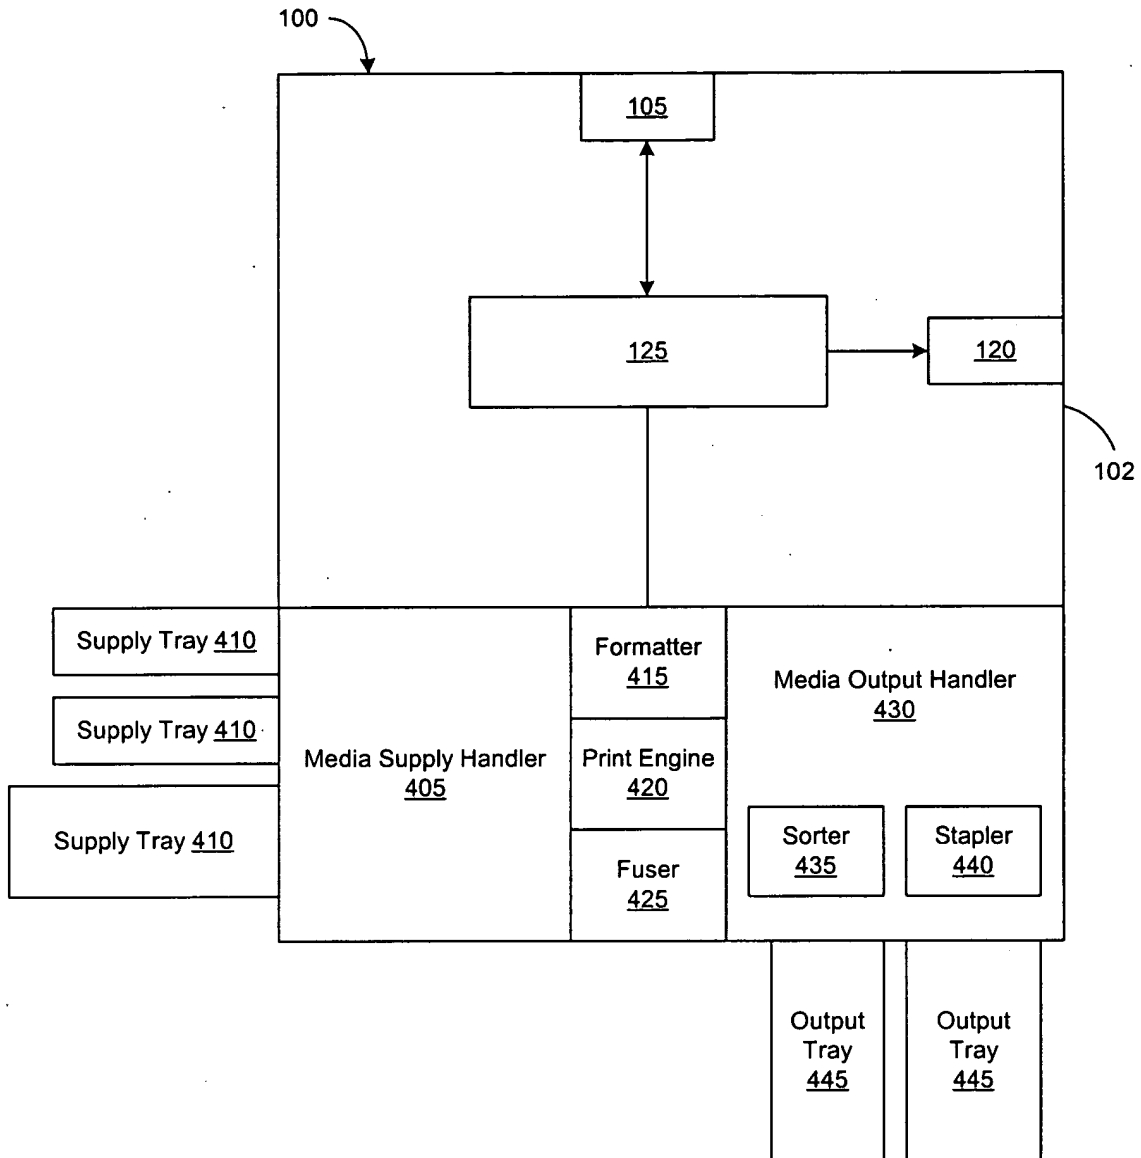 100
105
125
120
102
Supply Tray 410
Supply Tray 410
Supply Tray 410
Media Supply Handler
405
Formatter
415
Print Engine
420
Fuser
425
Media Output Handler
430
Sorter
435
Stapler
440
Output
Tray
445
Output
Tray
445